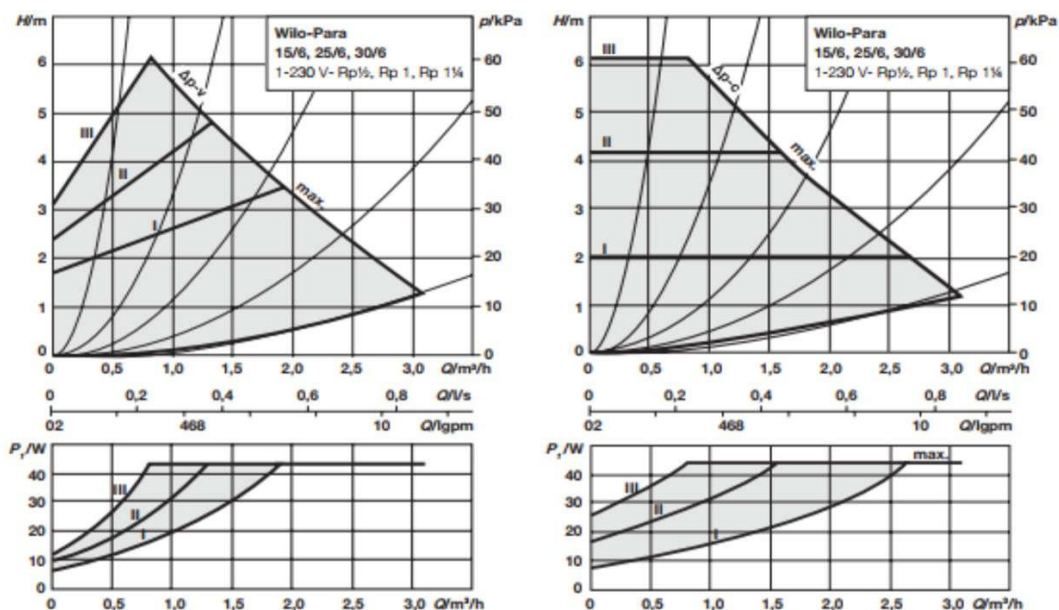 H/m
p/kPa
Wilo-Para
15/6, 25/6, 30/6
1~230 V- Rp½, Rp 1, Rp 1¼
Δp-v
max.
III
II
I
6
5
4
3
2
1
0
60
50
40
30
20
10
0
0 0,5 1,0 1,5 2,0 2,5 3,0 Q/m³/h
0 0,2 0,4 0,6 0,8 Q/l/s
02 468 10 Q/Igpm
P₁/W
40
30
20
10
0
III
II
I
0 0,5 1,0 1,5 2,0 2,5 3,0 Q/m³/h
H/m
p/kPa
Wilo-Para
15/6, 25/6, 30/6
1~230 V- Rp½, Rp 1, Rp 1¼
Δp-c
max.
III
II
I
6
5
4
3
2
1
0
60
50
40
30
20
10
0
0 0,5 1,0 1,5 2,0 2,5 3,0 Q/m³/h
0 0,2 0,4 0,6 0,8 Q/l/s
02 468 10 Q/Igpm
P₁/W
max.
40
30
20
10
0
III
II
I
0 0,5 1,0 1,5 2,0 2,5 3,0 Q/m³/h